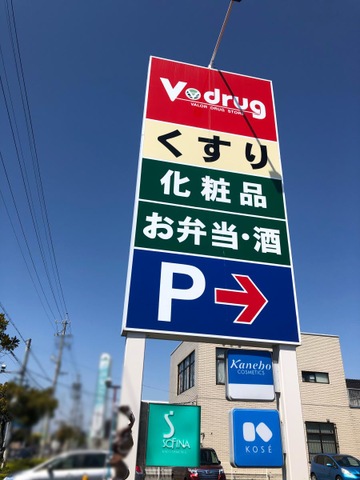 V drug
VALOR DRUG STORE
くすり
化粧品
お弁当・酒
P
Kanebo
COSMETICS
SOFINA
KOSÉ